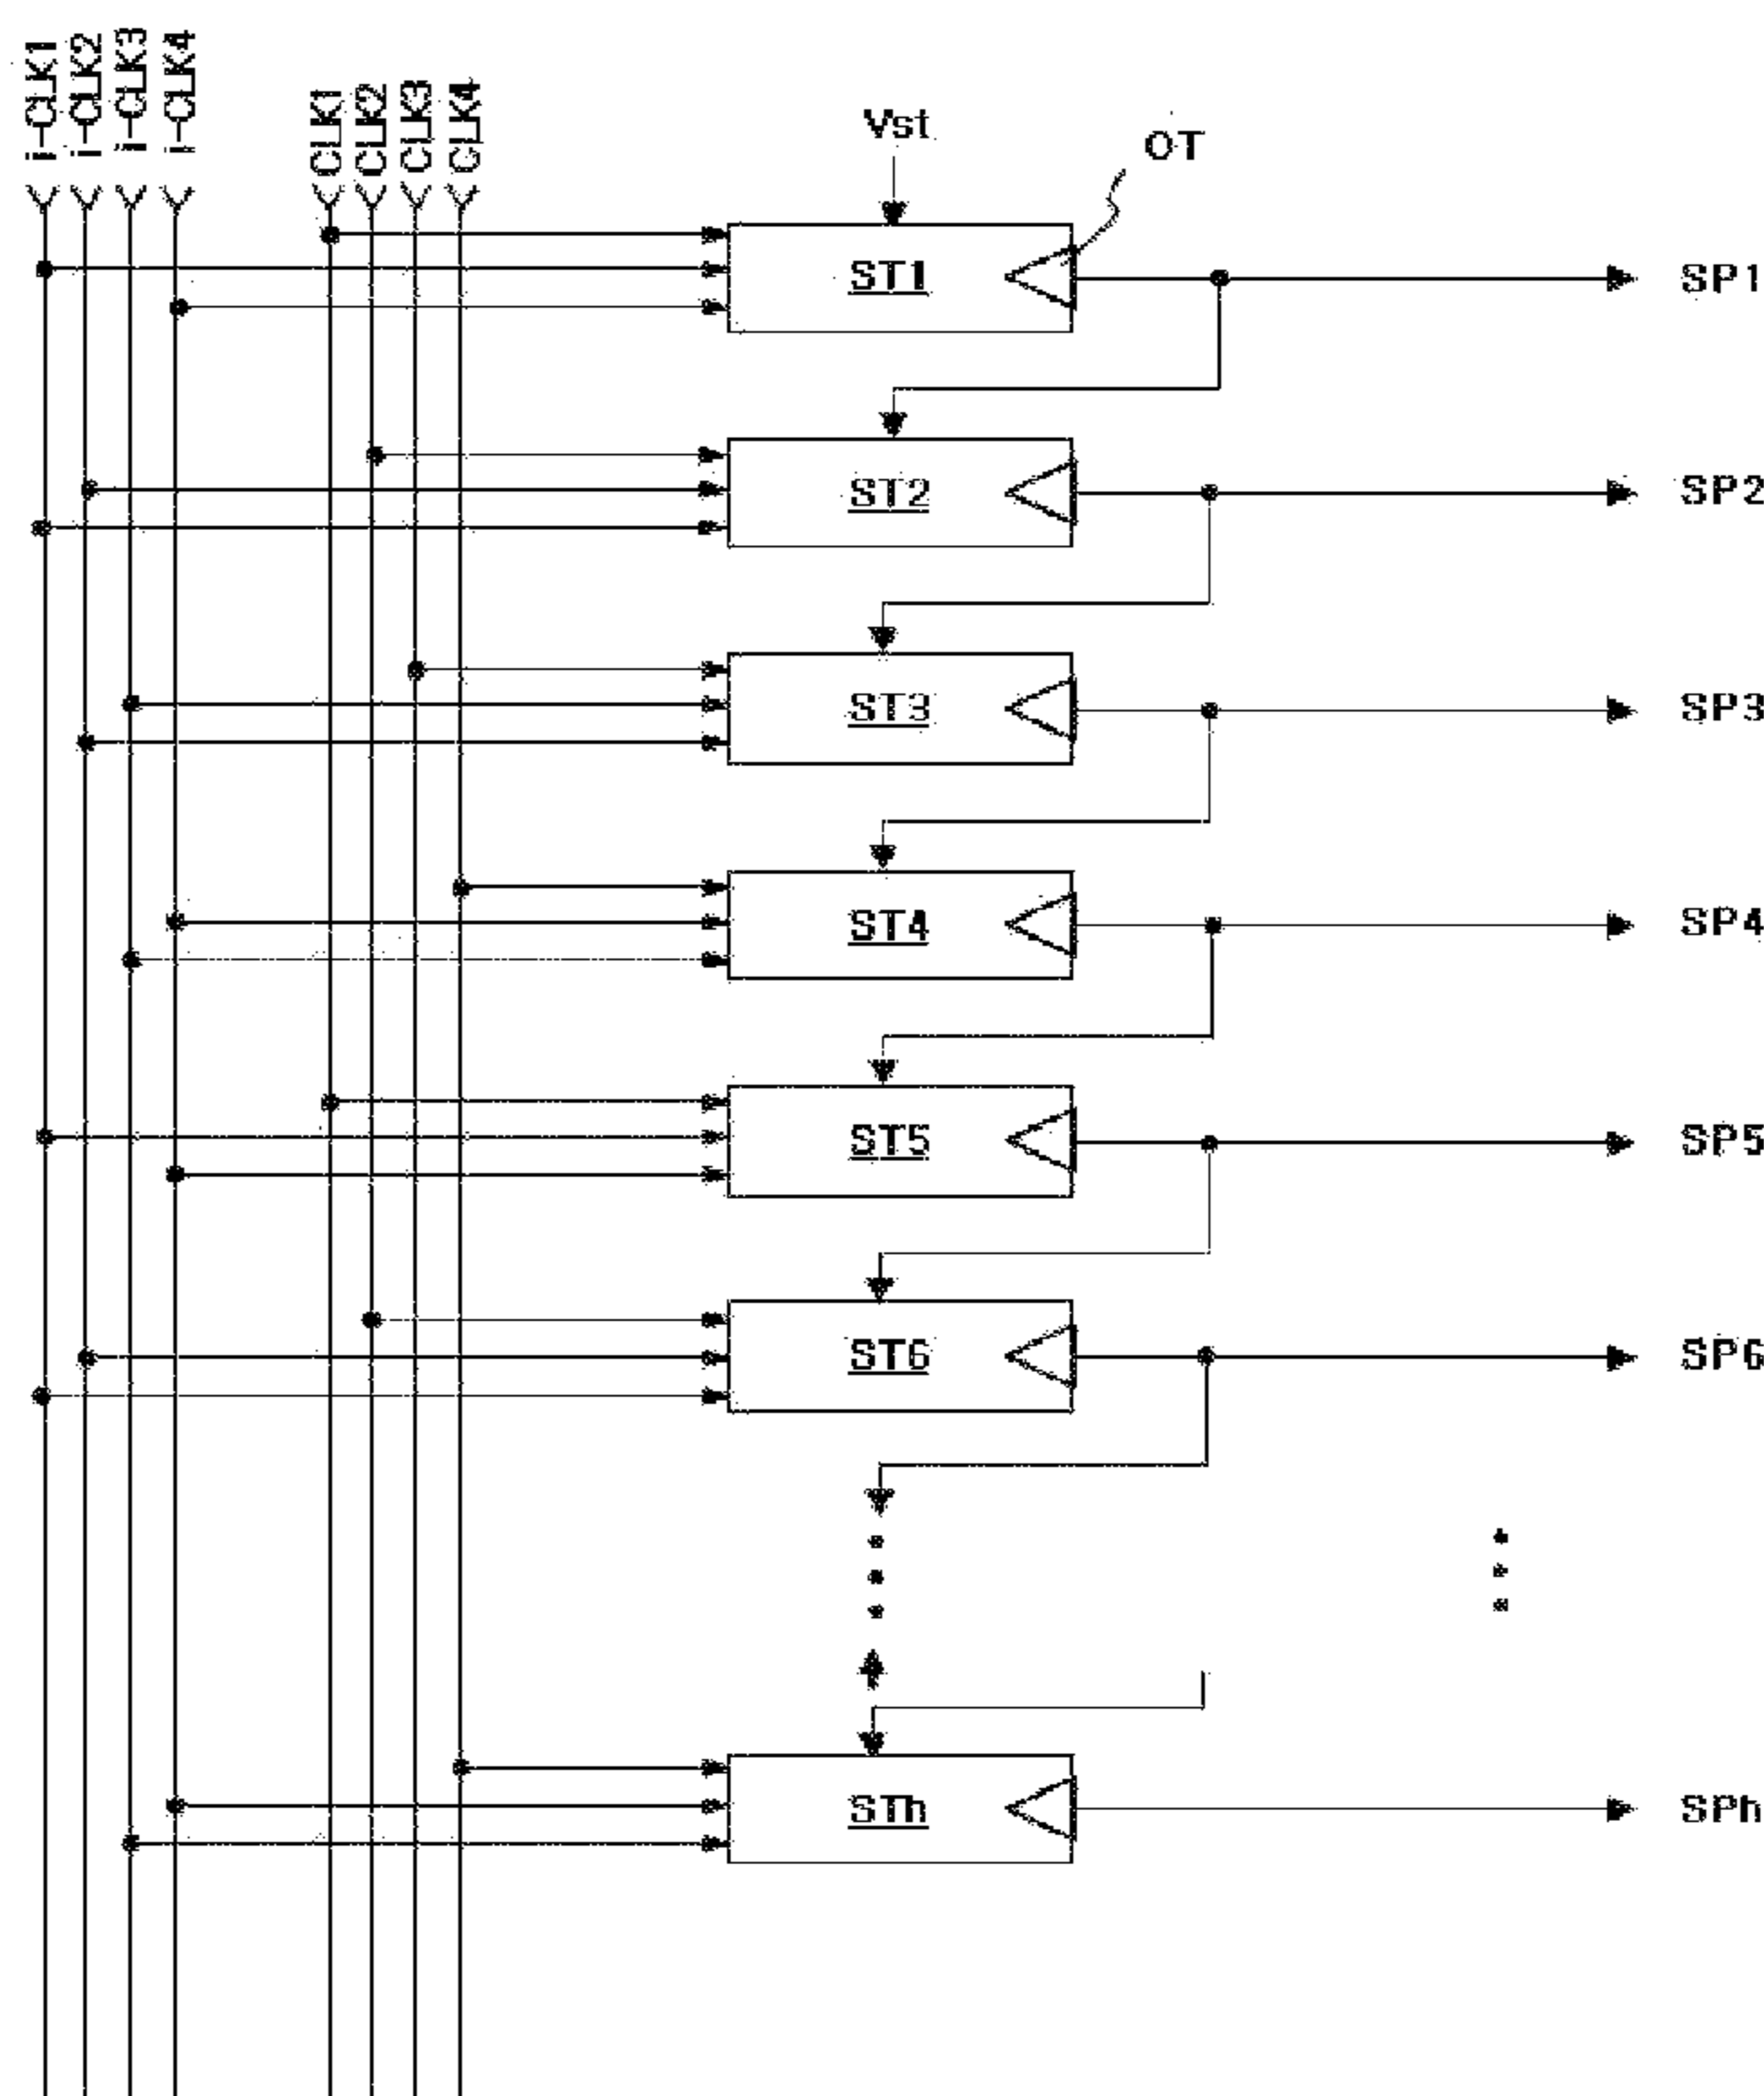 i-CLK1
i-CLK2
i-CLK3
i-CLK4
CLK1
CLK2
CLK3
CLK4
Vst
OT
ST1
SP1
ST2
SP2
ST3
SP3
ST4
SP4
ST5
SP5
ST6
SP6
STh
SPh